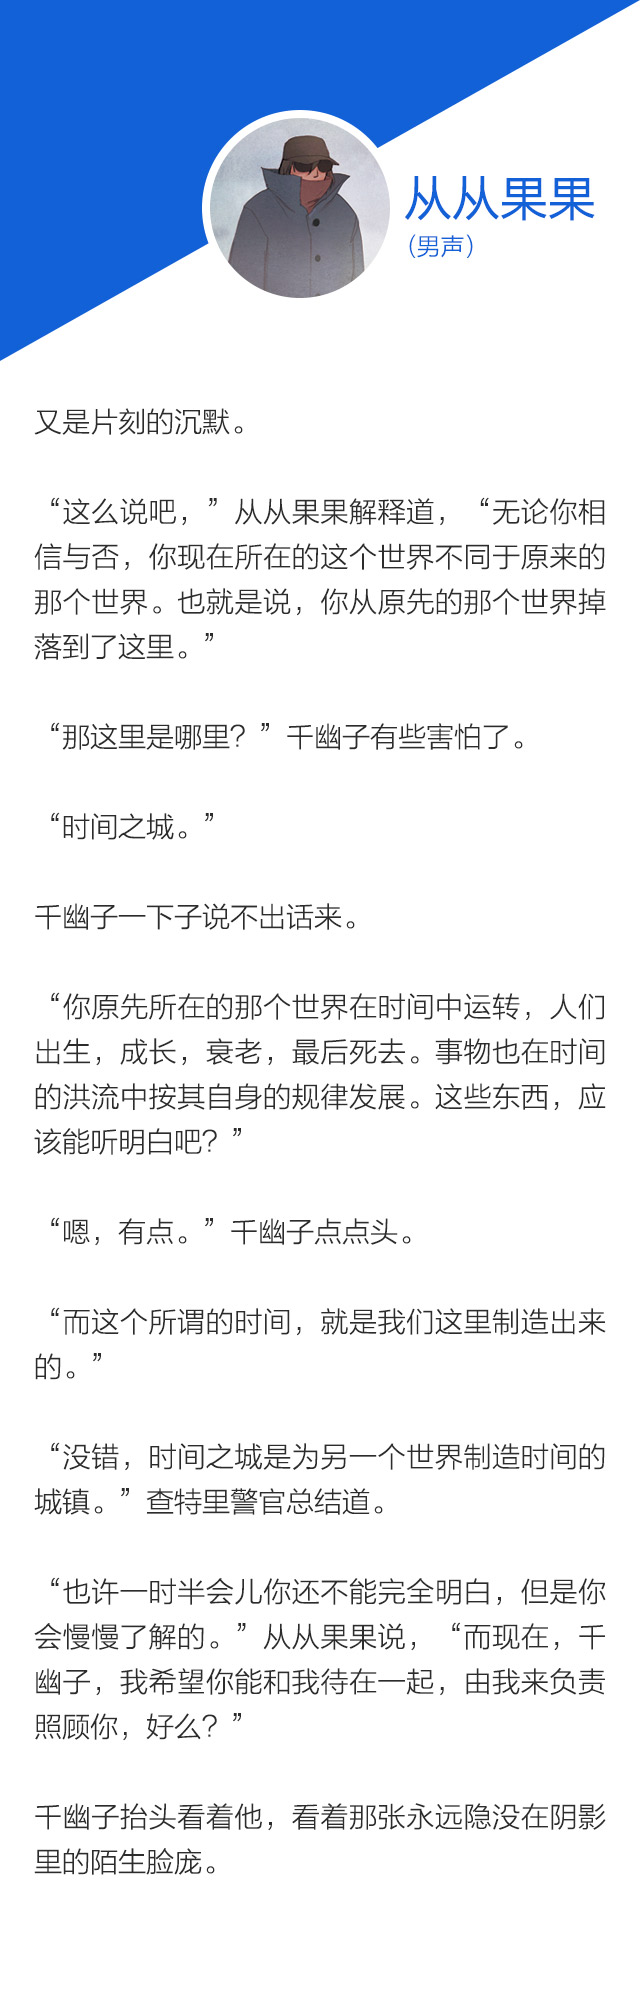 从从果果
（男声）
又是片刻的沉默。
“这么说吧，”从从果果解释道，“无论你相
信与否，你现在所在的这个世界不同于原来的
那个世界。也就是说，你从原先的那个世界掉
落到了这里。”
“那这里是哪里？”千幽子有些害怕了。
“时间之城。”
千幽子一下子说不出话来。
“你原先所在的那个世界在时间中运转，人们
出生，成长，衰老，最后死去。事物也在时间
的洪流中按其自身的规律发展。这些东西，应
该能听明白吧？”
“嗯，有点。”千幽子点点头。
“而这个所谓的时间，就是我们这里制造出来
的。”
“没错，时间之城是为另一个世界制造时间的
城镇。”查特里警官总结道。
“也许一时半会儿你还不能完全明白，但是你
会慢慢了解的。”从从果果说，“而现在，千
幽子，我希望你能和我待在一起，由我来负责
照顾你，好么？”
千幽子抬头看着他，看着那张永远隐没在阴影
里的陌生脸庞。